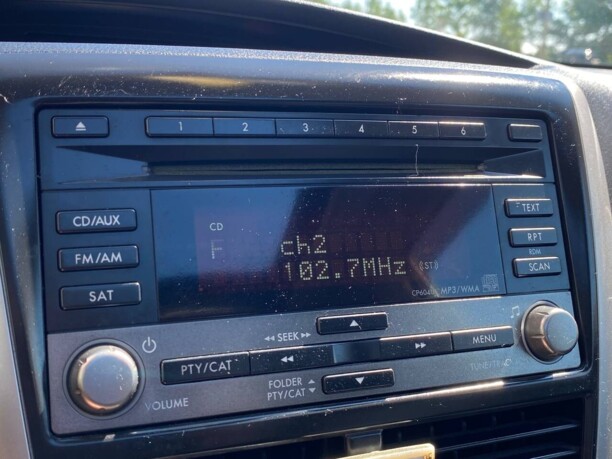 1 2 3 4 5 6
CD/AUX
FM/AM
SAT
CD
F
ch2
102.7MHz
ST
MP3/WMA
TEXT
RPT
RDM
SCAN
SEEK
PTY/CAT
MENU
FOLDER
PTY/CAT
VOLUME